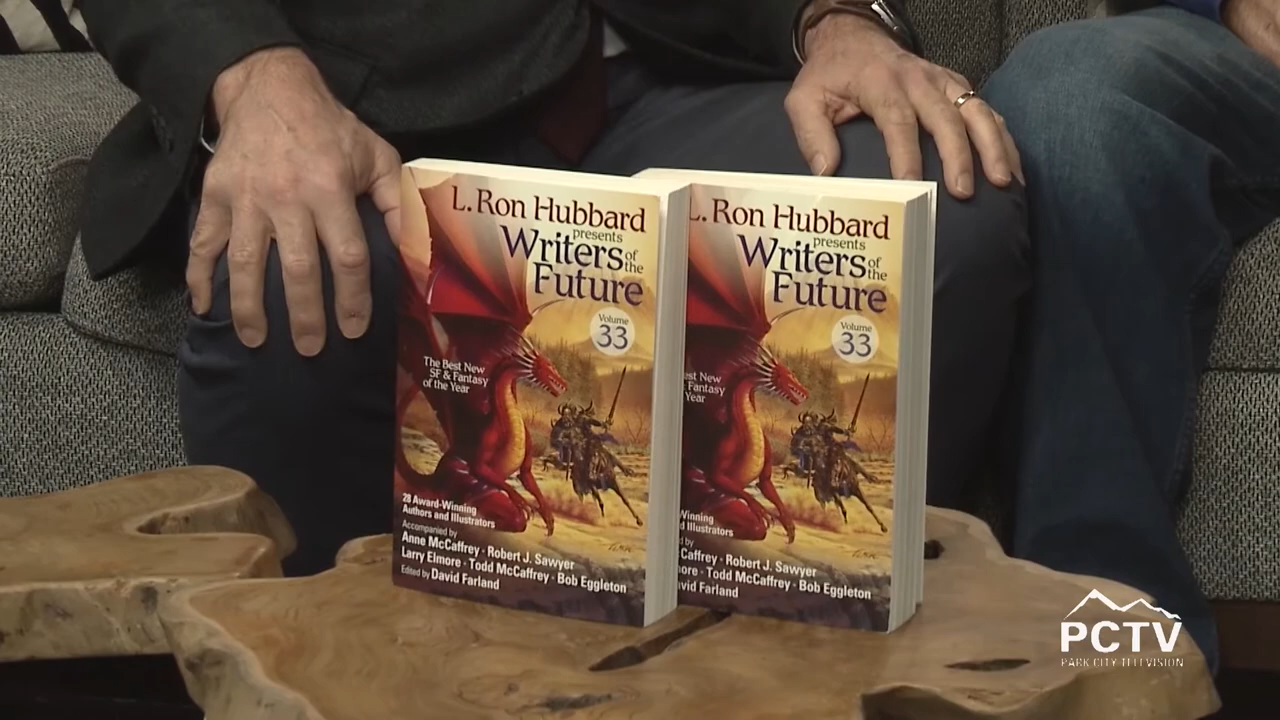 L. Ron Hubbard
presents
Writers of the
Future
Volume
33
The Best New
SF & Fantasy
of the Year
28 Award-Winning
Authors and Illustrators
Accompanied by
Anne McCaffrey · Robert J. Sawyer
Larry Elmore · Todd McCaffrey · Bob Eggleton
Edited by David Farland
L. Ron Hubbard
presents
Writers of the
Future
Volume
33
est New
Fantasy
Year
Winning
d Illustrators
d by
Caffrey · Robert J. Sawyer
ore · Todd McCaffrey · Bob Eggleton
avid Farland
PCTV
PARK CITY TELEVISION